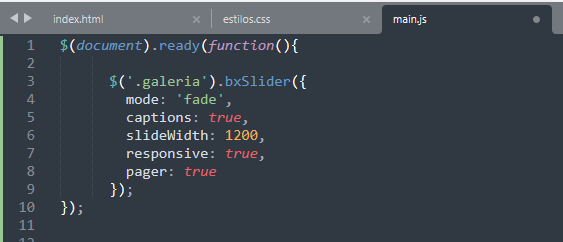 index.html × estilos.css × main.js
1 $(document).ready(function(){
2
3 $('.galeria').bxSlider({
4 mode: 'fade',
5 captions: true,
6 slideWidth: 1200,
7 responsive: true,
8 pager: true
9 });
10 });
11
12